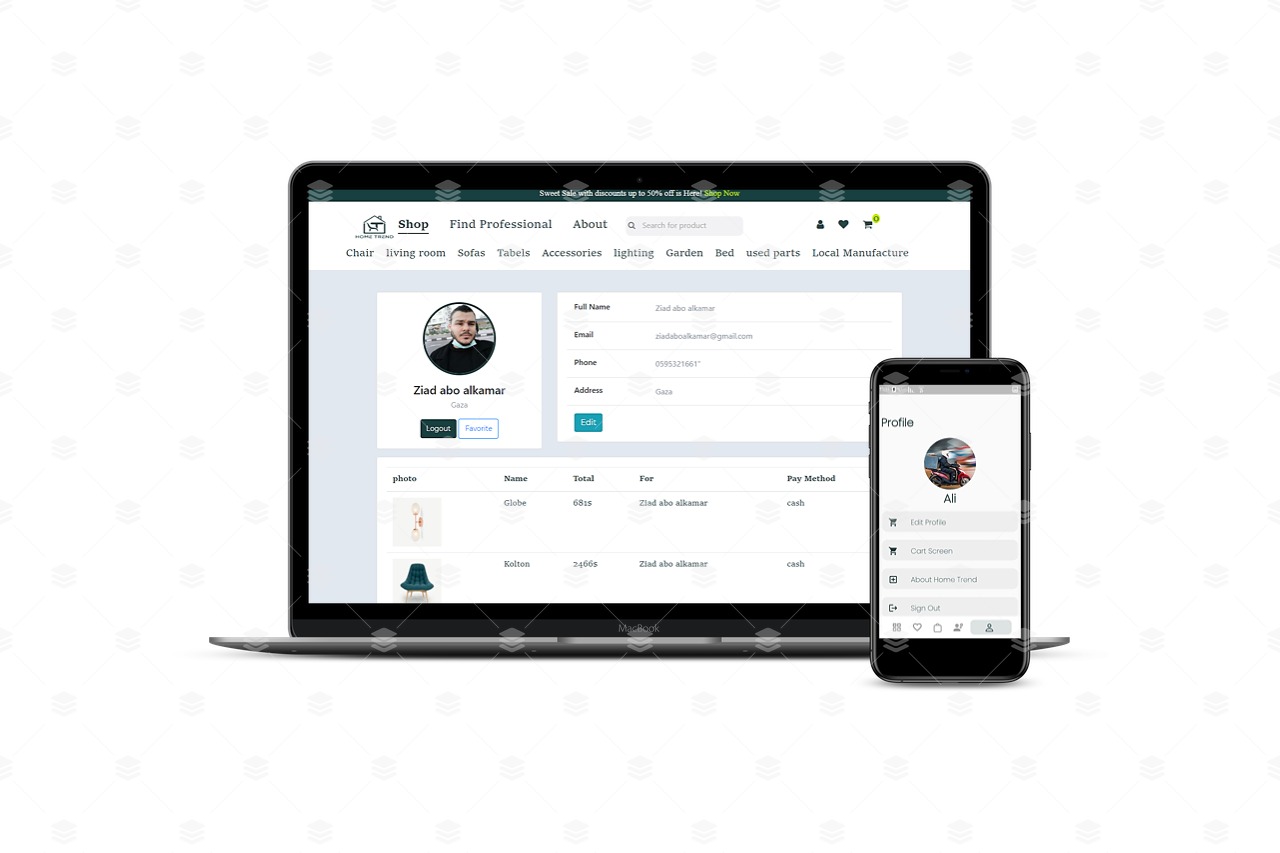 Sweet Sale with discounts up to 50% off is Here! Shop Now
HOME TREND
Shop Find Professional About Search for product 0
Chair living room Sofas Tabels Accessories lighting Garden Bed used parts Local Manufacture
Ziad abo alkamar
Gaza
Logout Favorite
Full Name Ziad abo alkamar
Email ziadaboalkamar@gmail.com
Phone 0595321661"
Address Gaza
Edit
photo Name Total For Pay Method
Globe 681$ Ziad abo alkamar cash
Kolton 2466$ Ziad abo alkamar cash
MacBook
Profile
Ali
Edit Profile
Cart Screen
About Home Trend
Sign Out